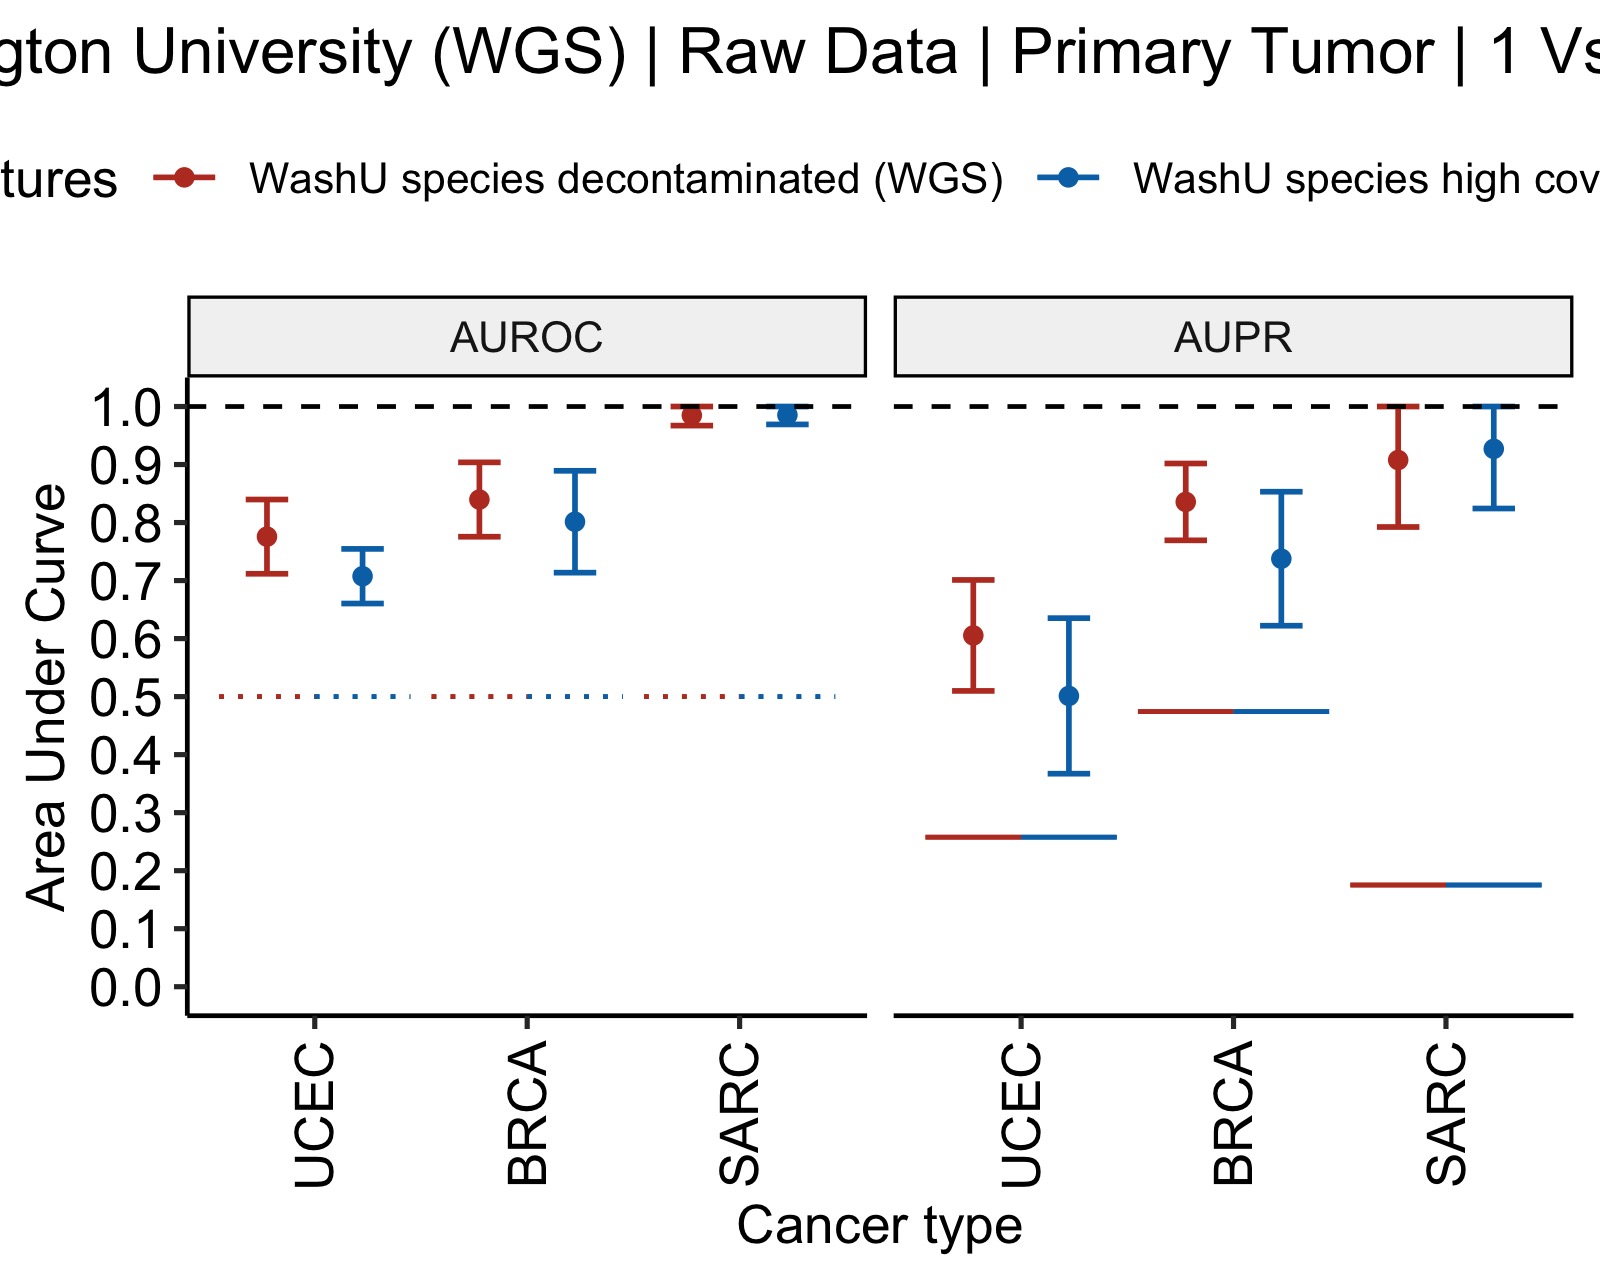 gton University (WGS) | Raw Data | Primary Tumor | 1 Vs
tures WashU species decontaminated (WGS) WashU species high cov
AUROC AUPR
Area Under Curve
1.0
0.9
0.8
0.7
0.6
0.5
0.4
0.3
0.2
0.1
0.0
UCEC BRCA SARC UCEC BRCA SARC
Cancer type